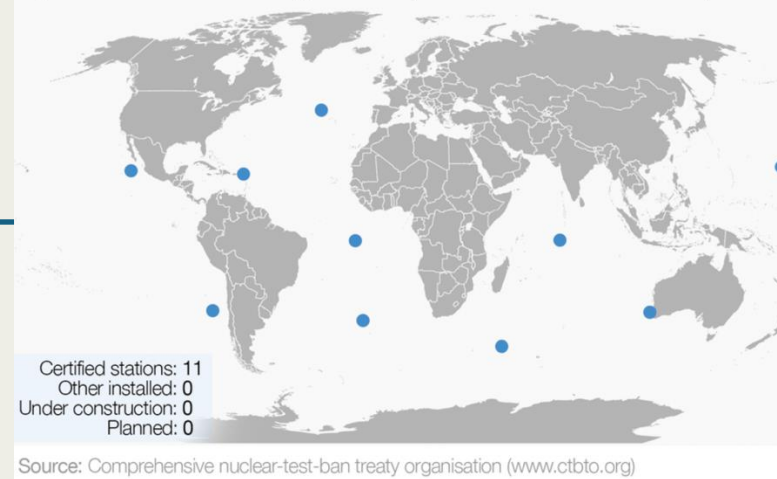 Certified stations: 11
Other installed: 0
Under construction: 0
Planned: 0
Source: Comprehensive nuclear-test-ban treaty organisation (www.ctbto.org)